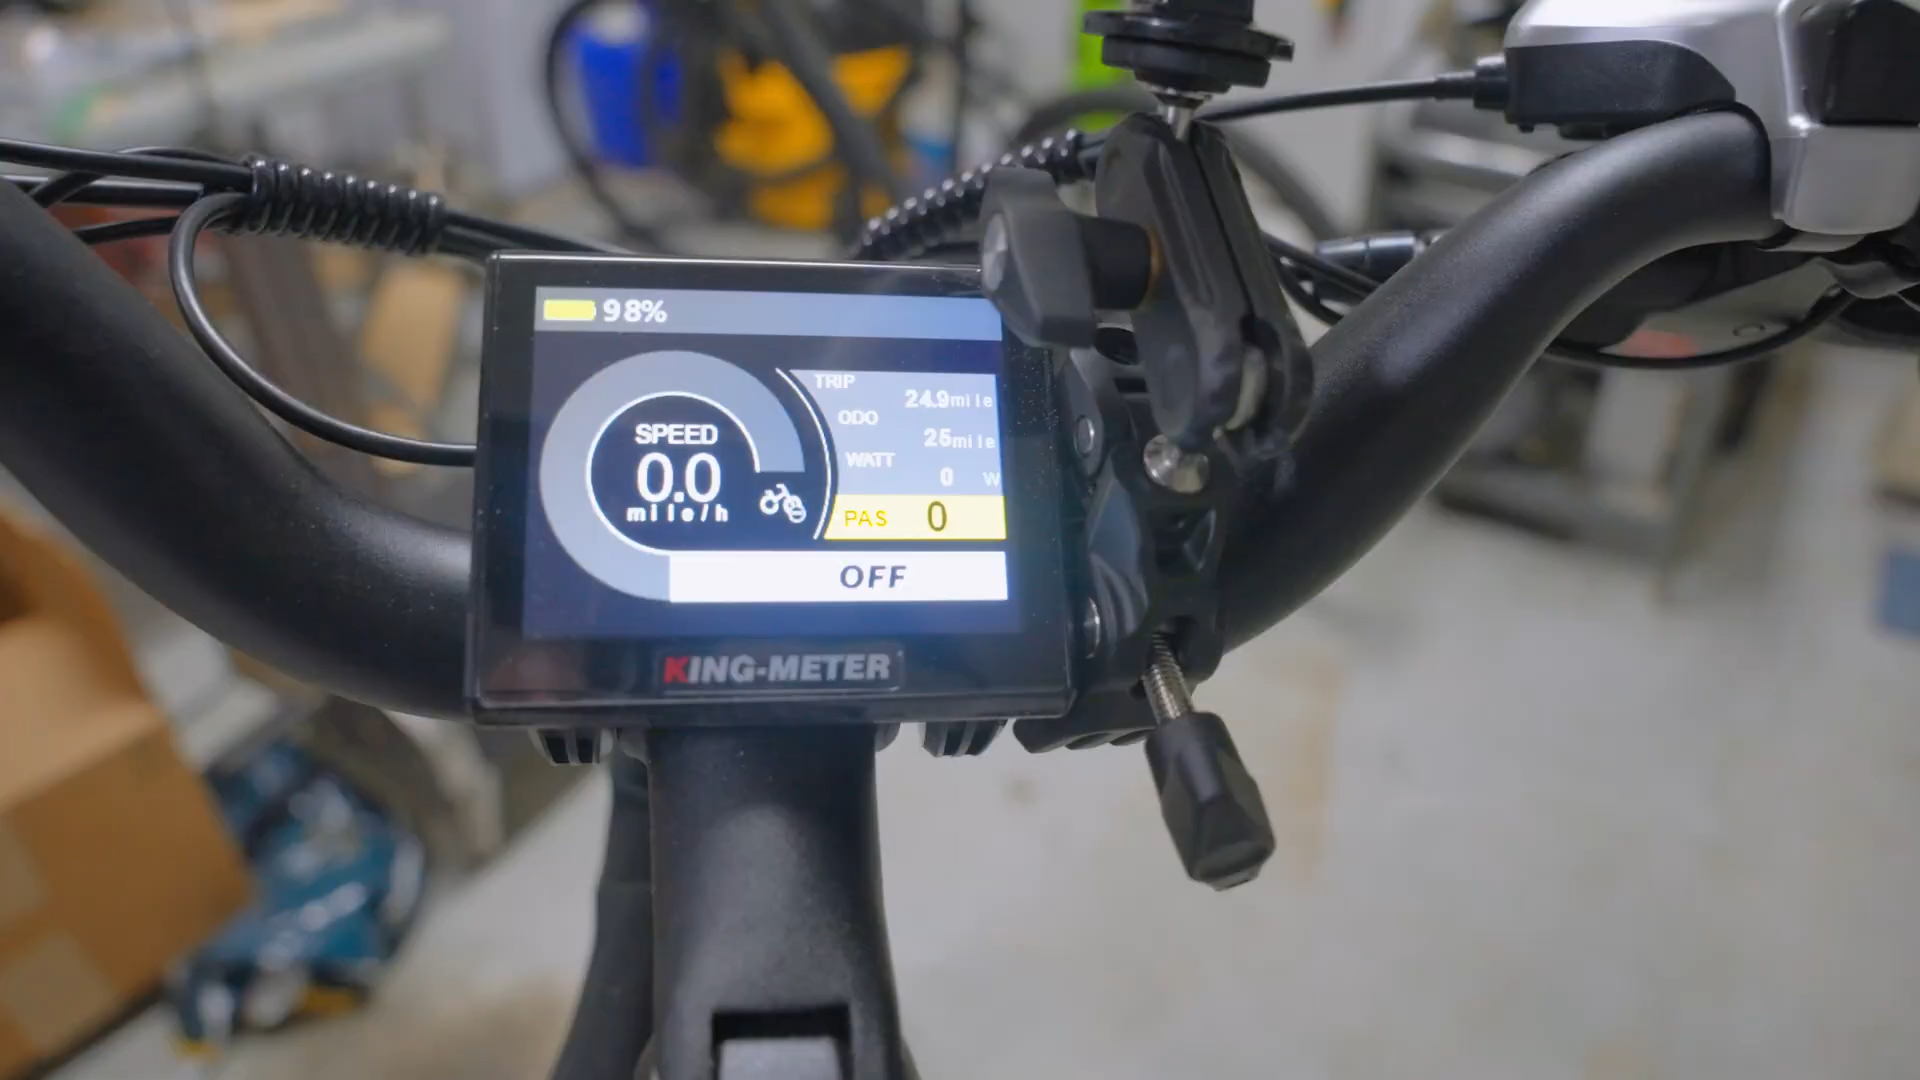 98%
SPEED
0.0
mile/h
TRIP
24.9mile
ODO
25mile
WATT
0 W
PAS 0
OFF
KING-METER